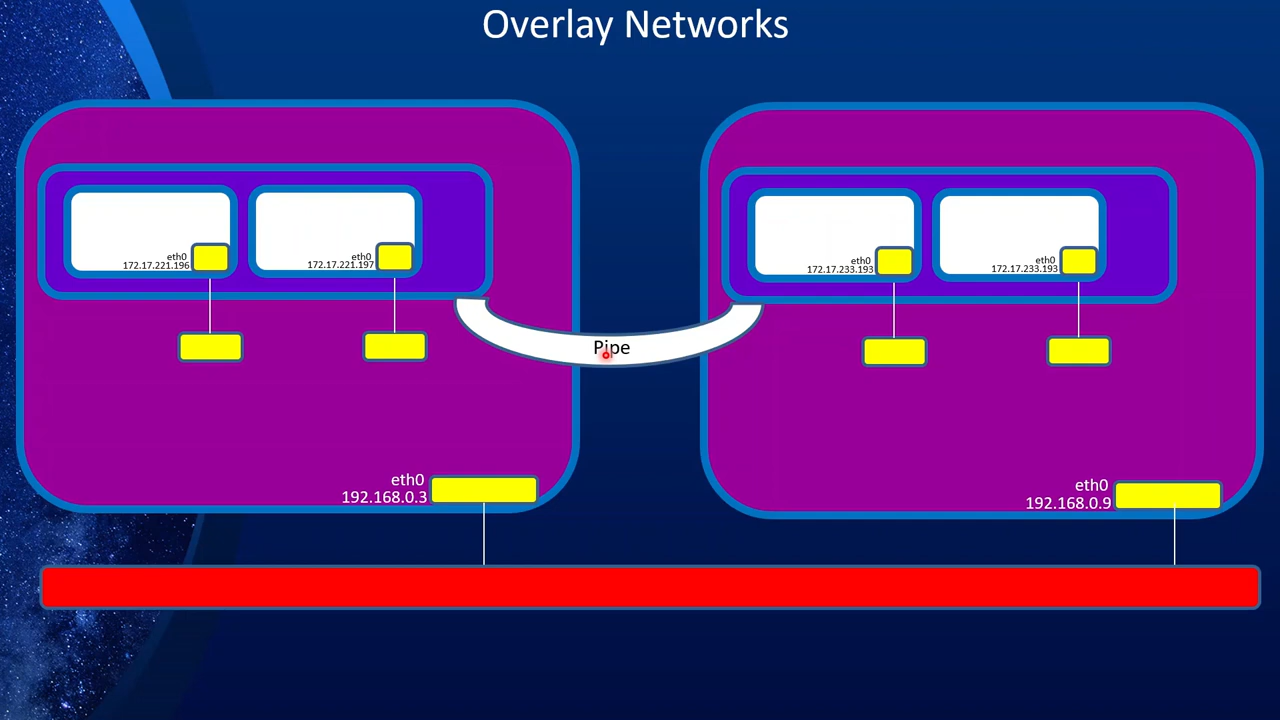 Overlay Networks
eth0
172.17.221.196
eth0
172.17.221.197
eth0
172.17.233.193
eth0
172.17.233.193
Pipe
eth0
192.168.0.3
eth0
192.168.0.9